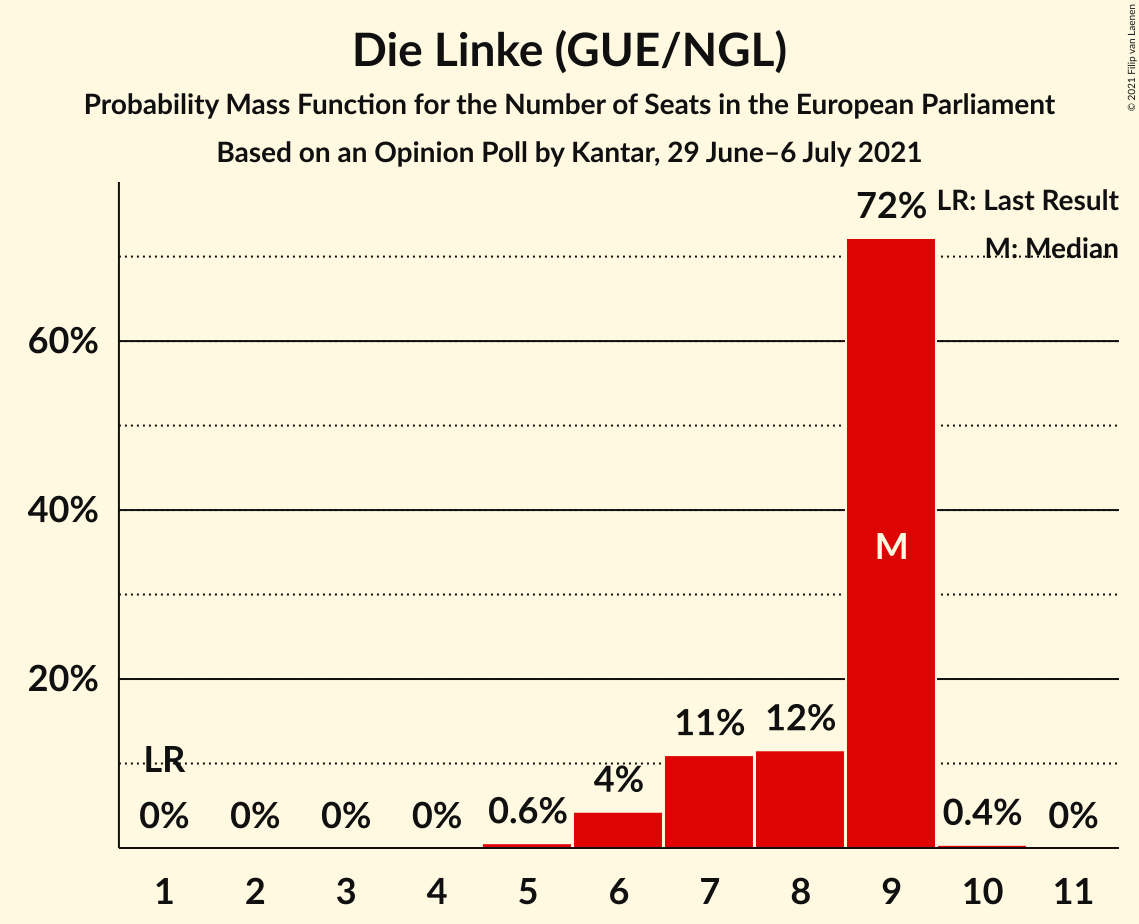 Die Linke (GUE/NGL)
Probability Mass Function for the Number of Seats in the European Parliament
Based on an Opinion Poll by Kantar, 29 June–6 July 2021
© 2021 Filip van Laenen
LR: Last Result
M: Median
72%
60%
40%
M
20%
11%
12%
LR
4%
0%
0%
0%
0%
0.6%
0.4%
0%
1 2 3 4 5 6 7 8 9 10 11